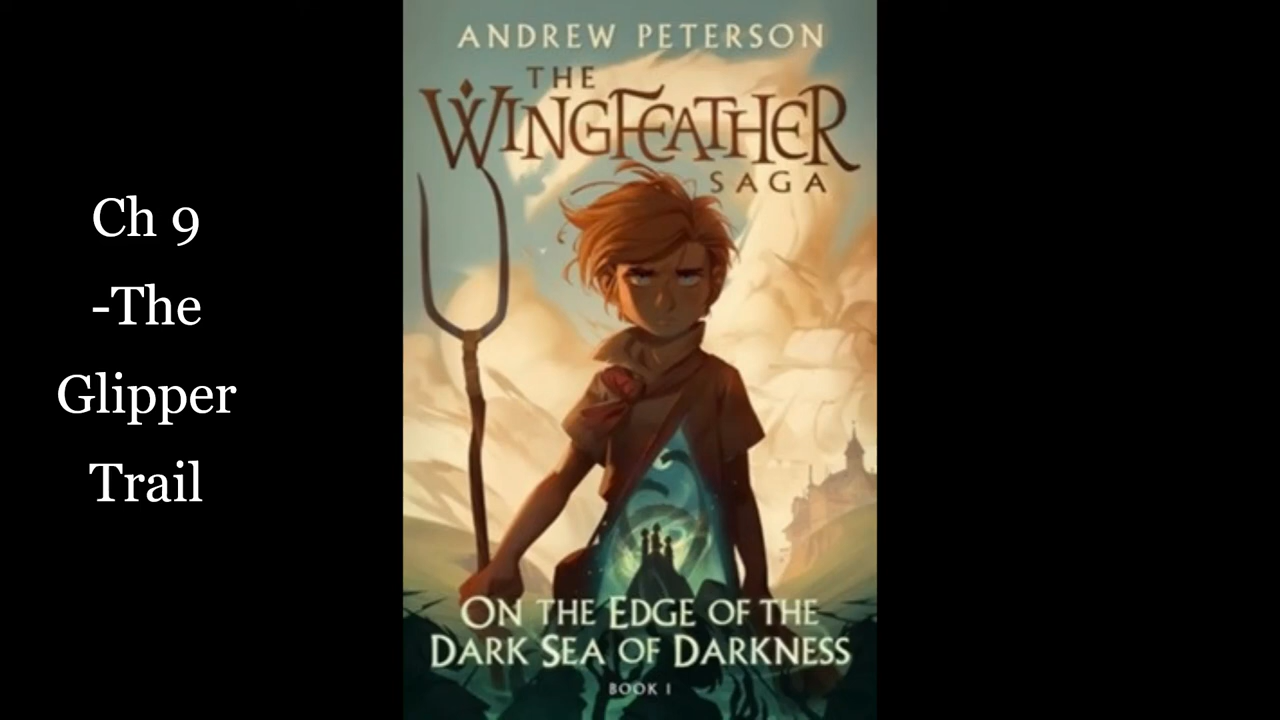 Ch 9
-The
Glipper
Trail
ANDREW PETERSON
THE
WINGFEATHER
SAGA
ON THE EDGE OF THE
DARK SEA OF DARKNESS
BOOK 1